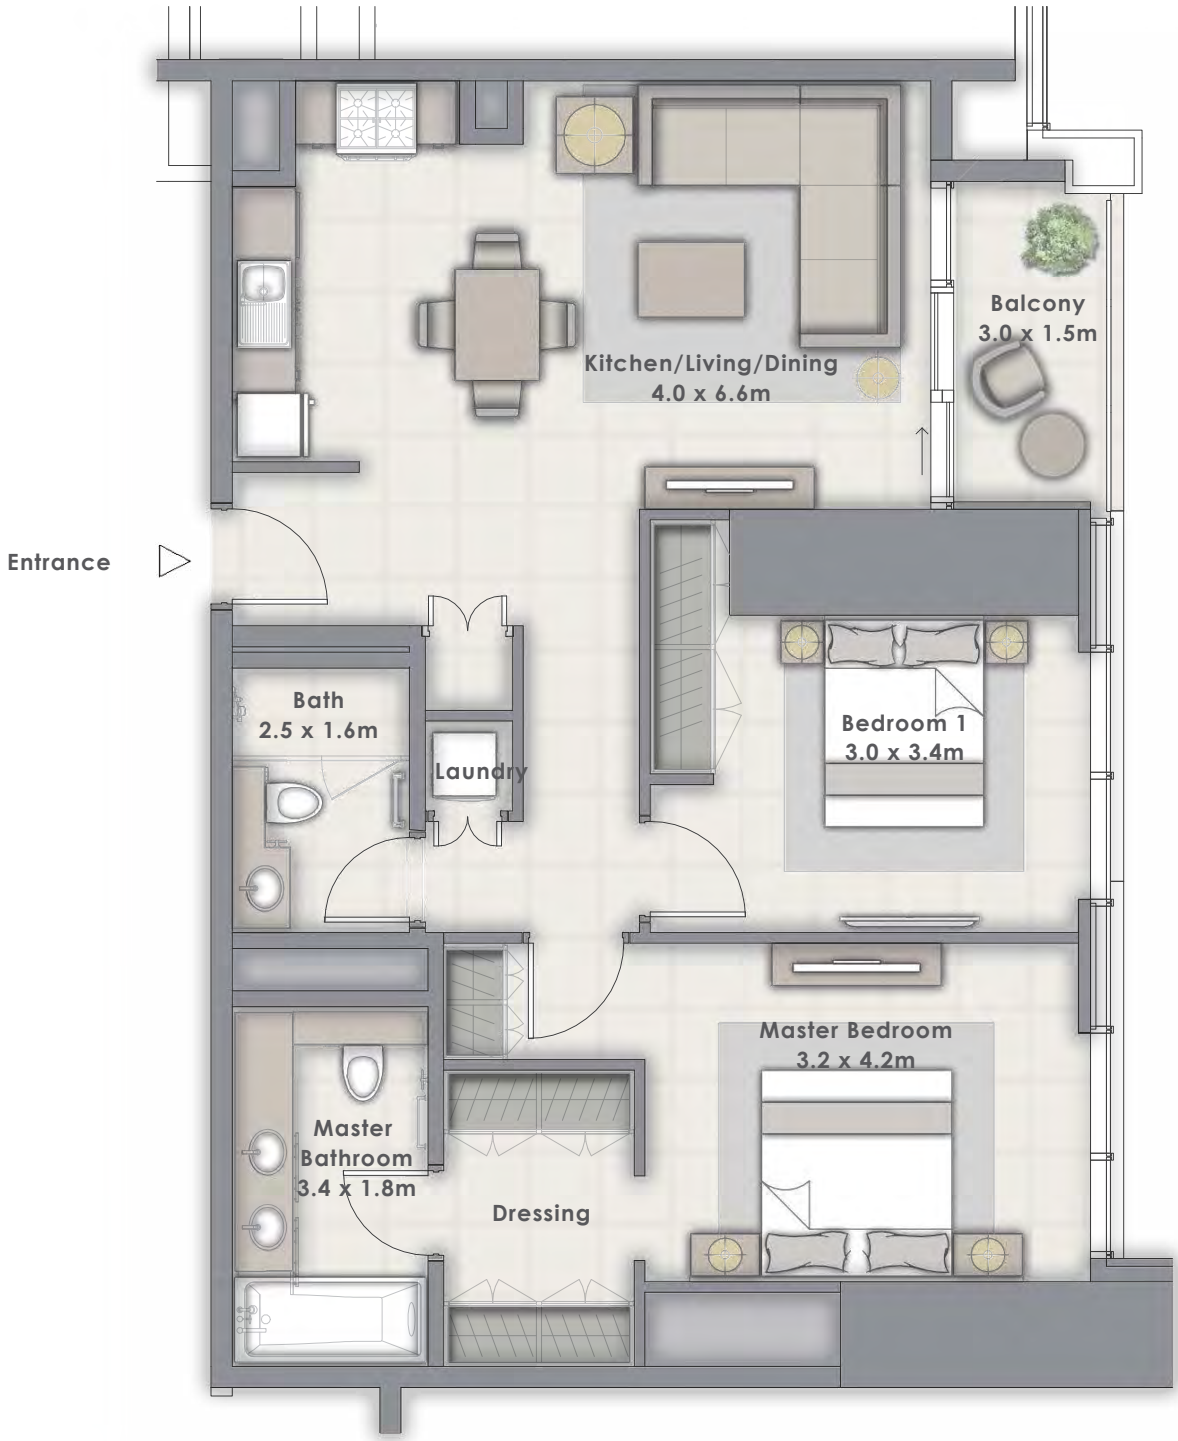 Balcony
3.0 x 1.5m
Kitchen/Living/Dining
4.0 x 6.6m
Entrance
Bath
2.5 x 1.6m
Laundry
Bedroom 1
3.0 x 3.4m
Master Bedroom
3.2 x 4.2m
Master
Bathroom
3.4 x 1.8m
Dressing